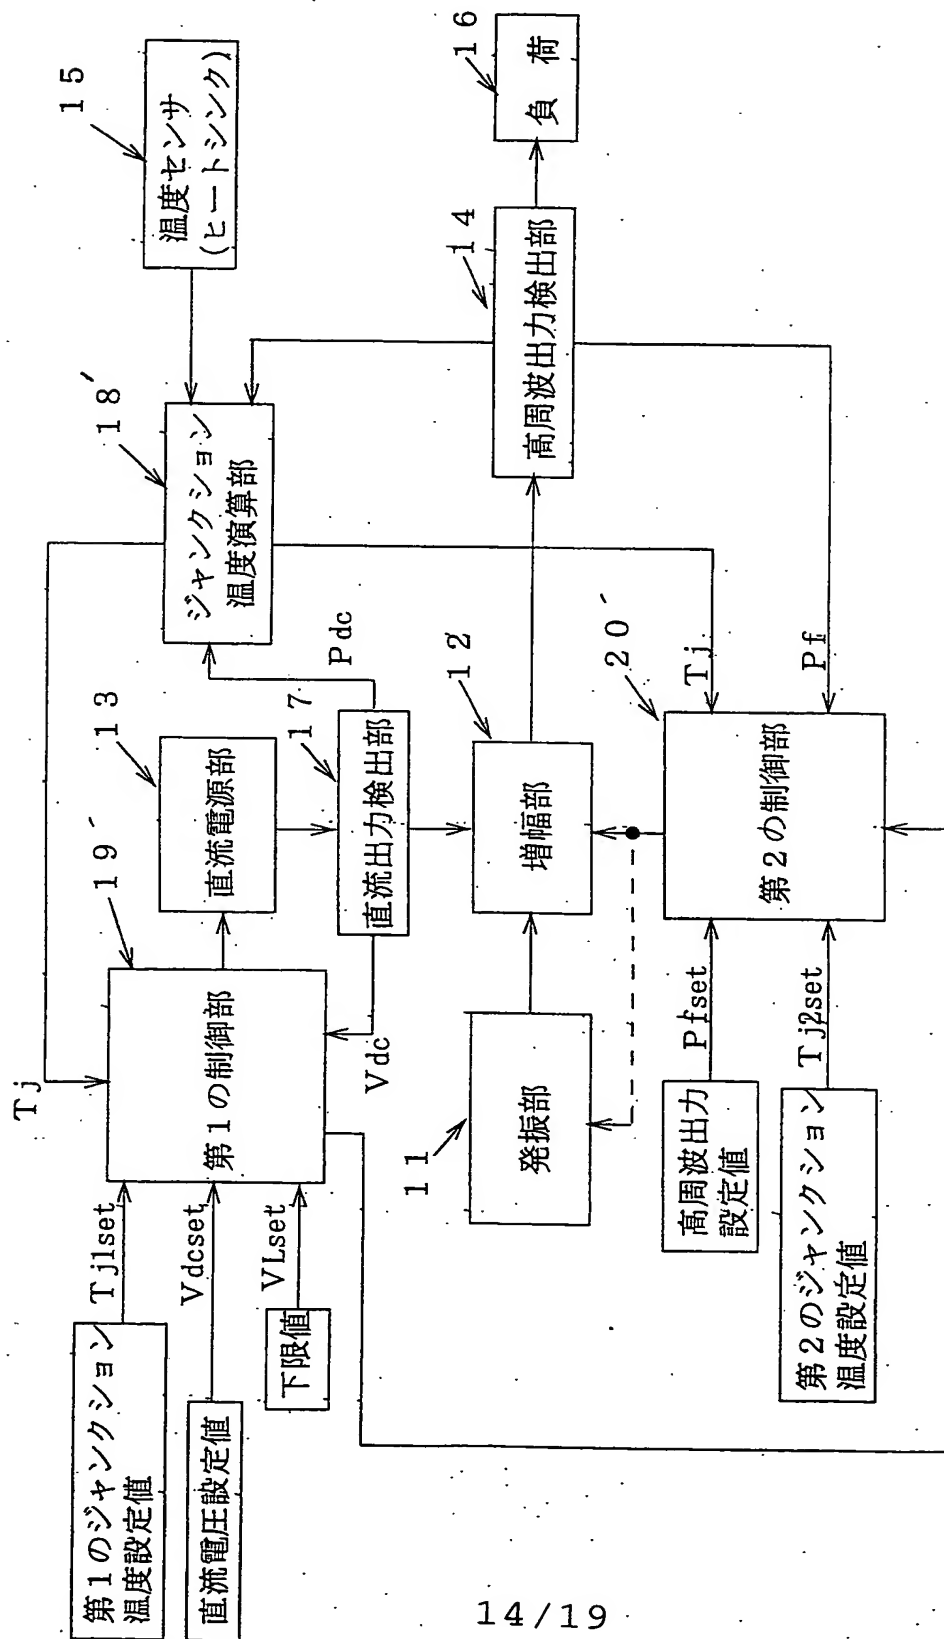 第1のジャンクション
温度設定値
Tj1set
直流電圧設定値
Vdcset
下限値
VLset
Tj
第1の制御部
19′
直流電源部
13
Vdc
直流出力検出部
17
Pdc
ジャンクション
温度演算部
18′
温度センサ
(ヒートシンク)
15
発振部
11
増幅部
12
高周波出力検出部
14
負 荷
16
高周波出力
設定値
Pfset
第2のジャンクション
温度設定値
Tj2set
第2の制御部
20′
Tj
Pf
14/19